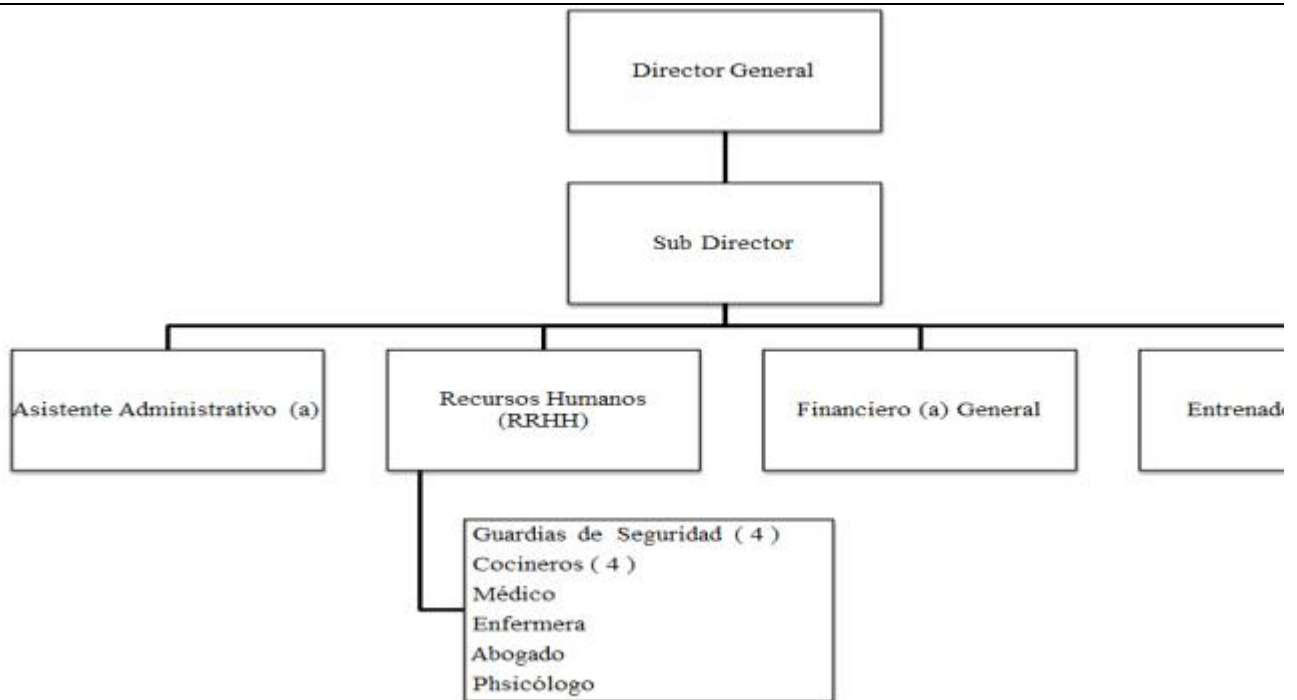 Director General
Sub Director
Asistente Administrativo (a)
Recursos Humanos
(RRHH)
Financiero (a) General
Guardias de Seguridad ( 4 )
Cocineros ( 4 )
Médico
Enfermera
Abogado
Phsicólogo